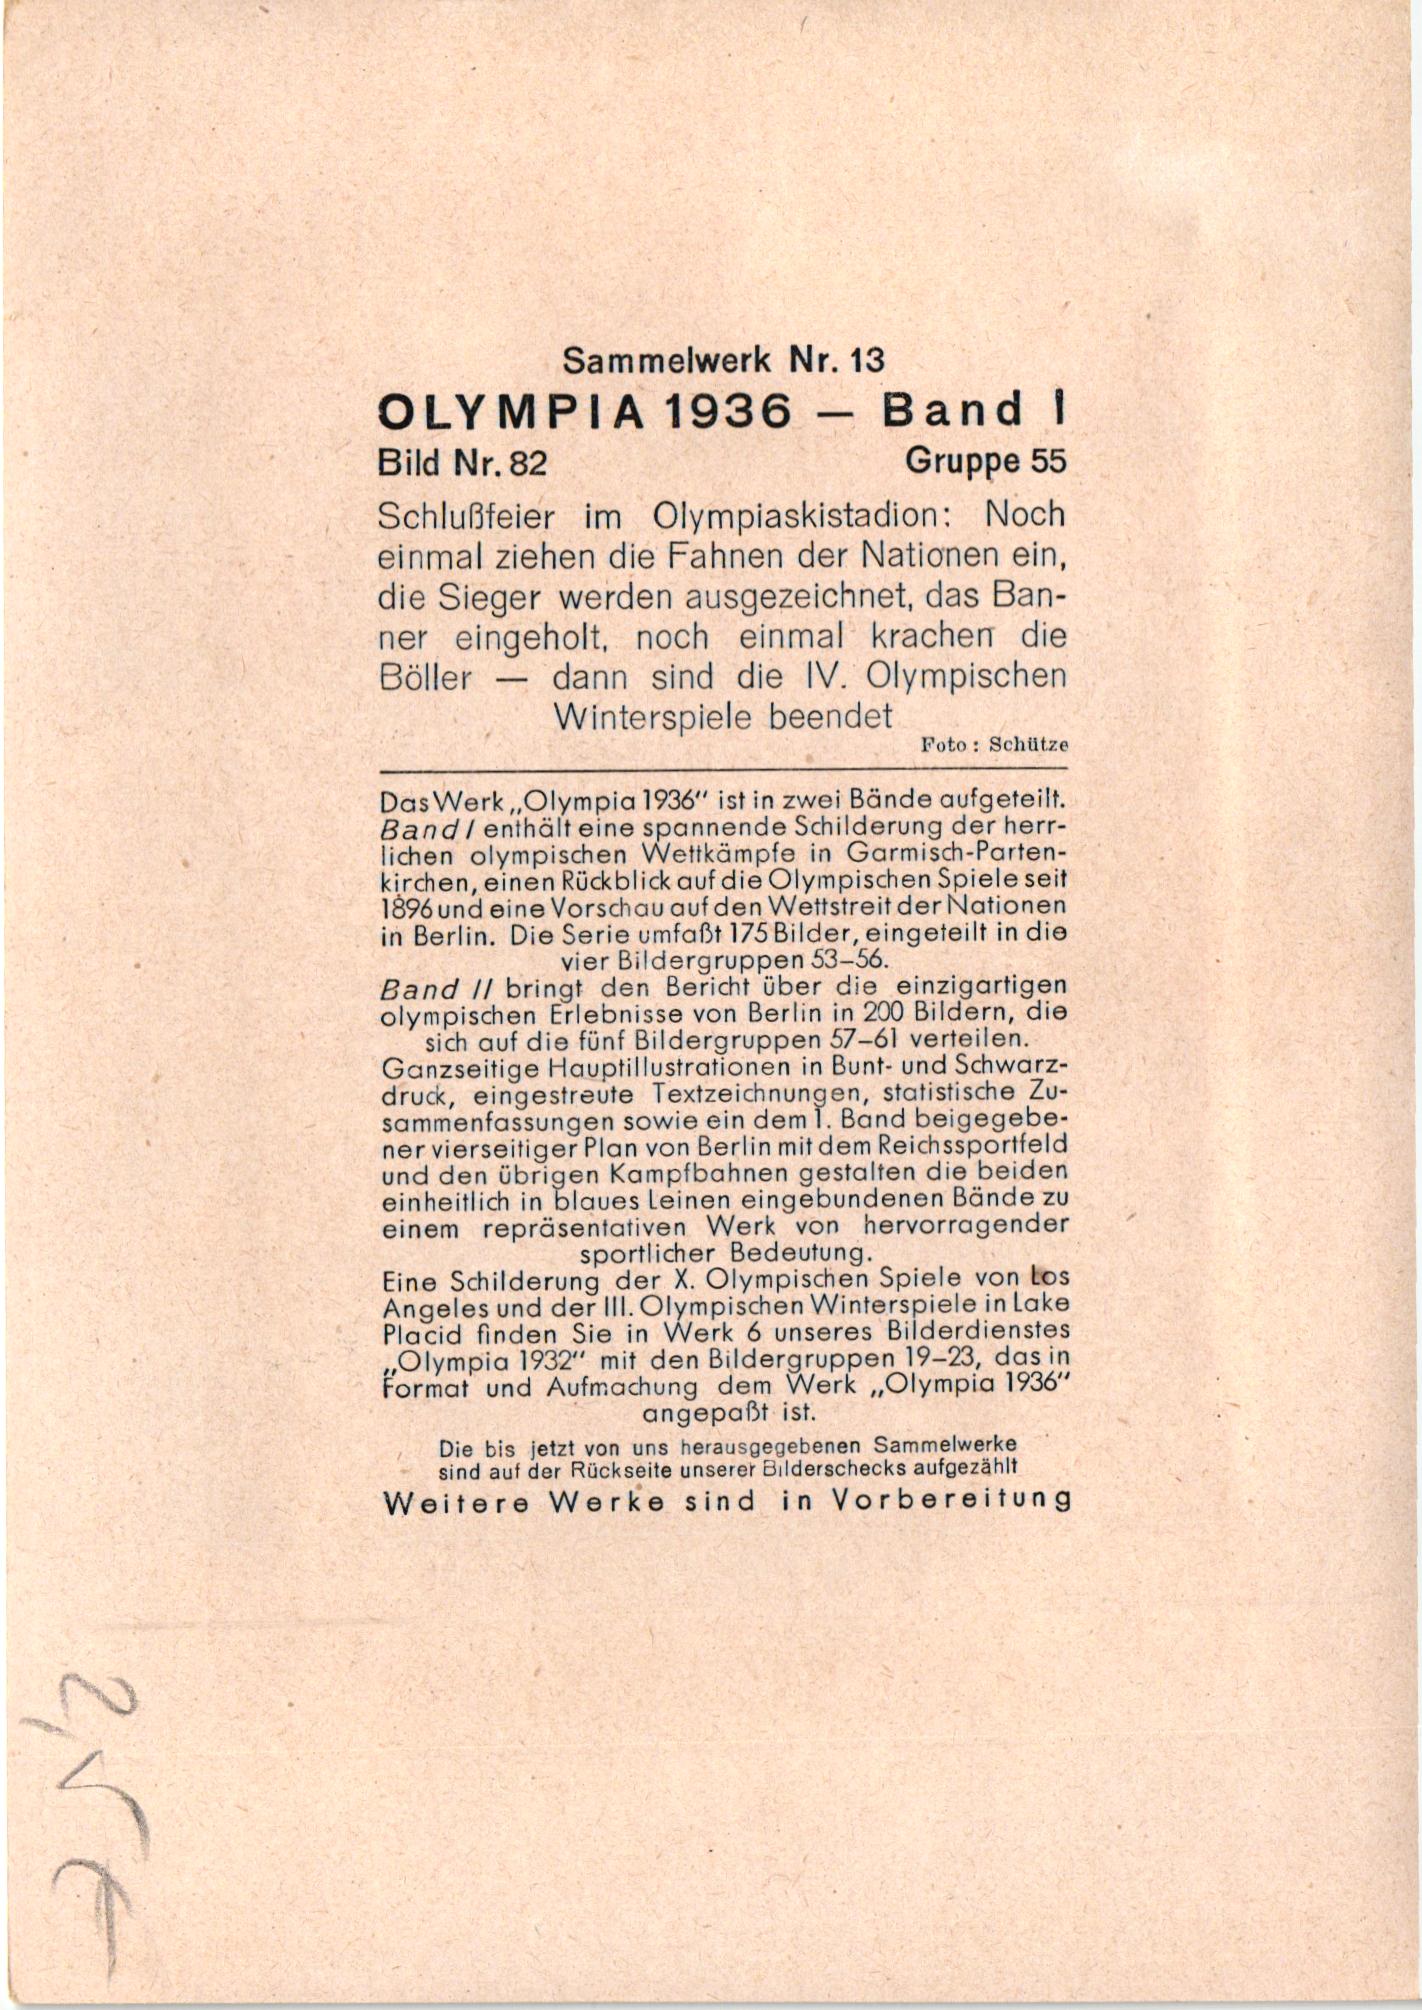 Sammelwerk Nr. 13
OLYMPIA 1936 — Band I
Bild Nr. 82 Gruppe 55
Schlußfeier im Olympiaskistadion: Noch
einmal ziehen die Fahnen der Nationen ein,
die Sieger werden ausgezeichnet, das Ban-
ner eingeholt, noch einmal krachen die
Böller — dann sind die IV. Olympischen
Winterspiele beendet
Foto: Schütze
Das Werk „Olympia 1936“ ist in zwei Bände aufgeteilt.
Band I enthält eine spannende Schilderung der herr-
lichen olympischen Wettkämpfe in Garmisch-Parten-
kirchen, einen Rückblick auf die Olympischen Spiele seit
1896 und eine Vorschau auf den Wettstreit der Nationen
in Berlin. Die Serie umfaßt 175 Bilder, eingeteilt in die
vier Bildergruppen 53–56.
Band II bringt den Bericht über die einzigartigen
olympischen Erlebnisse von Berlin in 200 Bildern, die
sich auf die fünf Bildergruppen 57–61 verteilen.
Ganzseitige Hauptillustrationen in Bunt- und Schwarz-
druck, eingestreute Textzeichnungen, statistische Zu-
sammenfassungen sowie ein dem 1. Band beigegebe-
ner vierseitiger Plan von Berlin mit dem Reichssportfeld
und den übrigen Kampfbahnen gestalten die beiden
einheitlich in blaues Leinen eingebundenen Bände zu
einem repräsentativen Werk von hervorragender
sportlicher Bedeutung.
Eine Schilderung der X. Olympischen Spiele von Los
Angeles und der III. Olympischen Winterspiele in Lake
Placid finden Sie in Werk 6 unseres Bilderdienstes
„Olympia 1932“ mit den Bildergruppen 19–23, das in
Format und Aufmachung dem Werk „Olympia 1936“
angepaßt ist.
Die bis jetzt von uns herausgegebenen Sammelwerke
sind auf der Rückseite unserer Bilderschecks aufgezählt
Weitere Werke sind in Vorbereitung